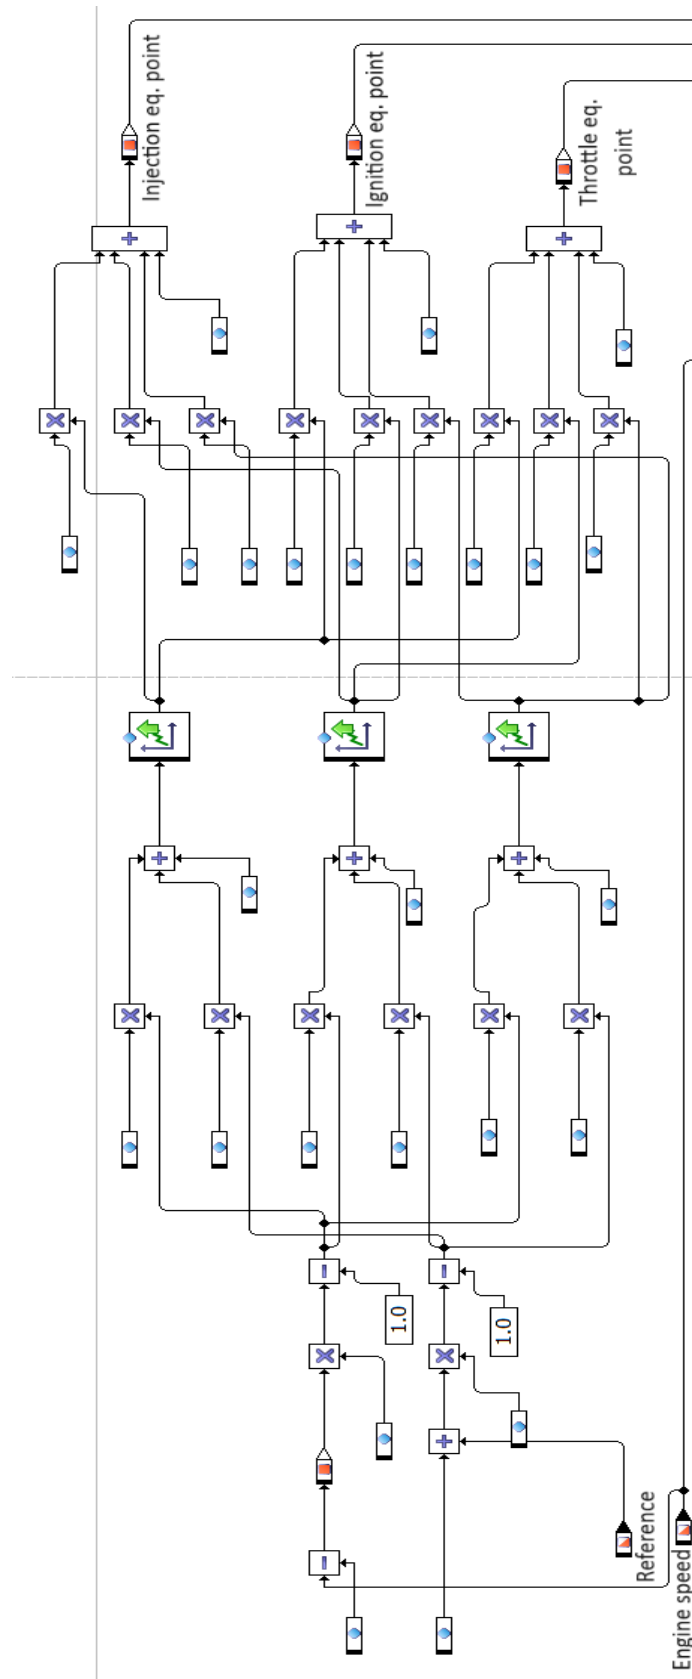 Injection eq. point
Ignition eq. point
Throttle eq.
point
1.0
1.0
Reference
Engine speed